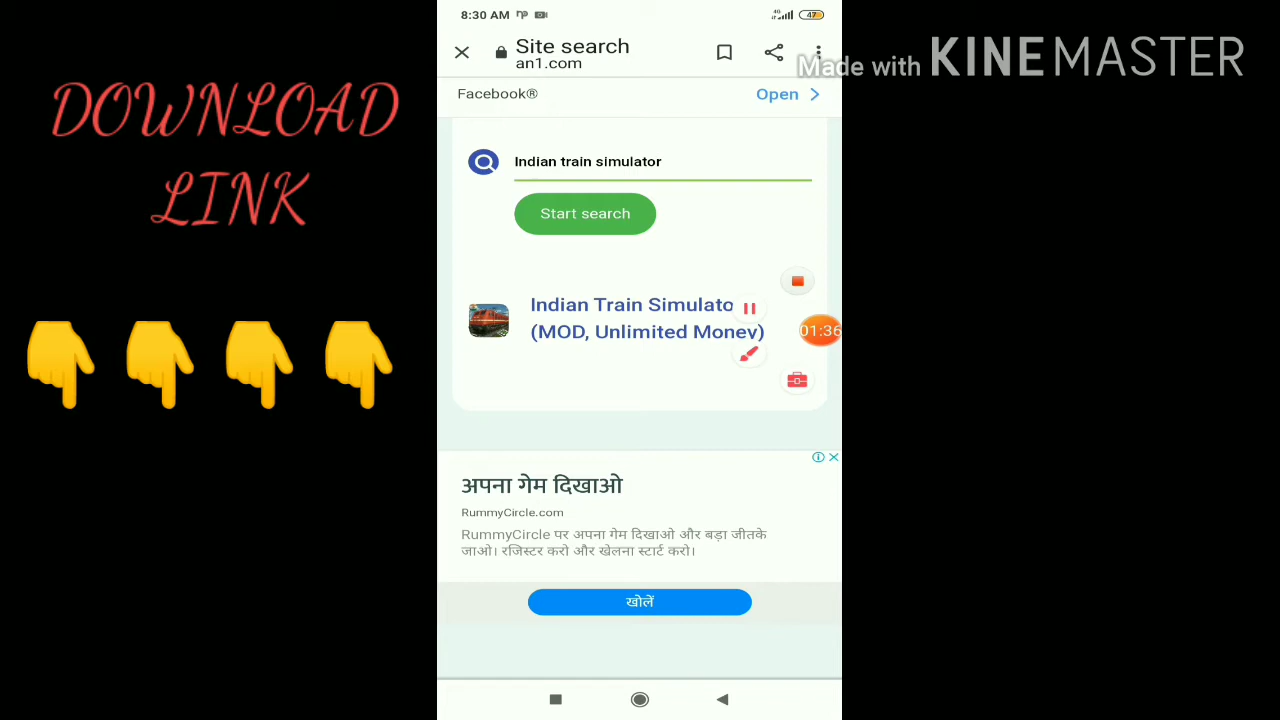 DOWNLOAD
LINK
8:30 AM
4G
47
Site search
an1.com
Made with KINEMASTER
Facebook®
Open
Indian train simulator
Start search
Indian Train Simulato
(MOD, Unlimited Money)
01:36
अपना गेम दिखाओ
RummyCircle.com
RummyCircle पर अपना गेम दिखाओ और बड़ा जीतके
जाओ। रजिस्टर करो और खेलना स्टार्ट करो।
खोलें